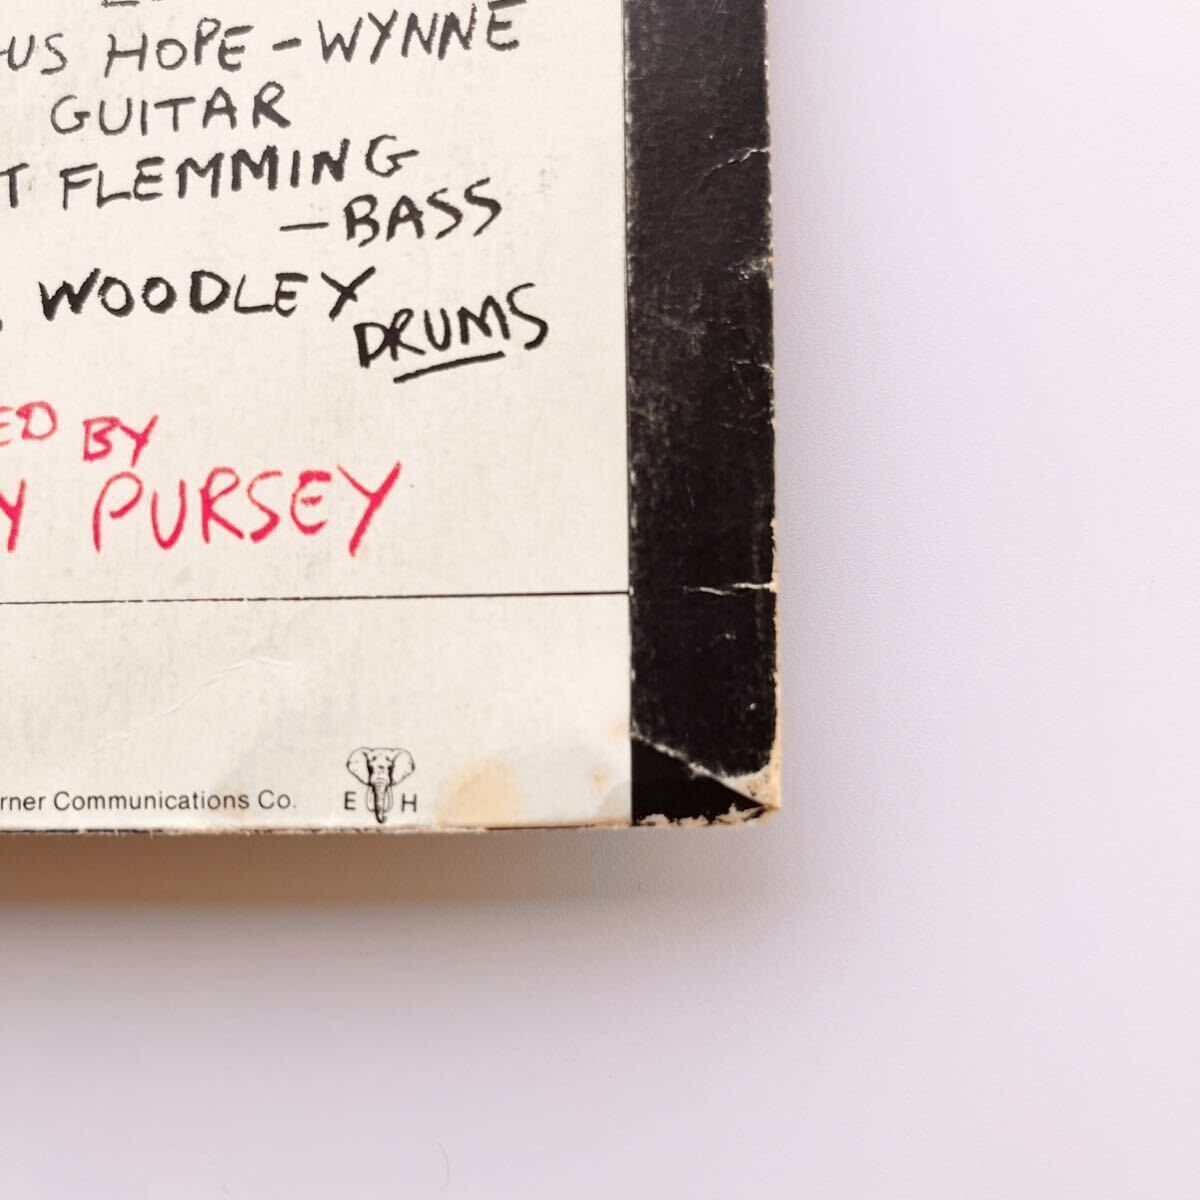 US HOPE-WYNNE
GUITAR
T FLEMMING
-BASS
WOODLEY
DRUMS
ED BY
Y PURSEY
rner Communications Co.
E H